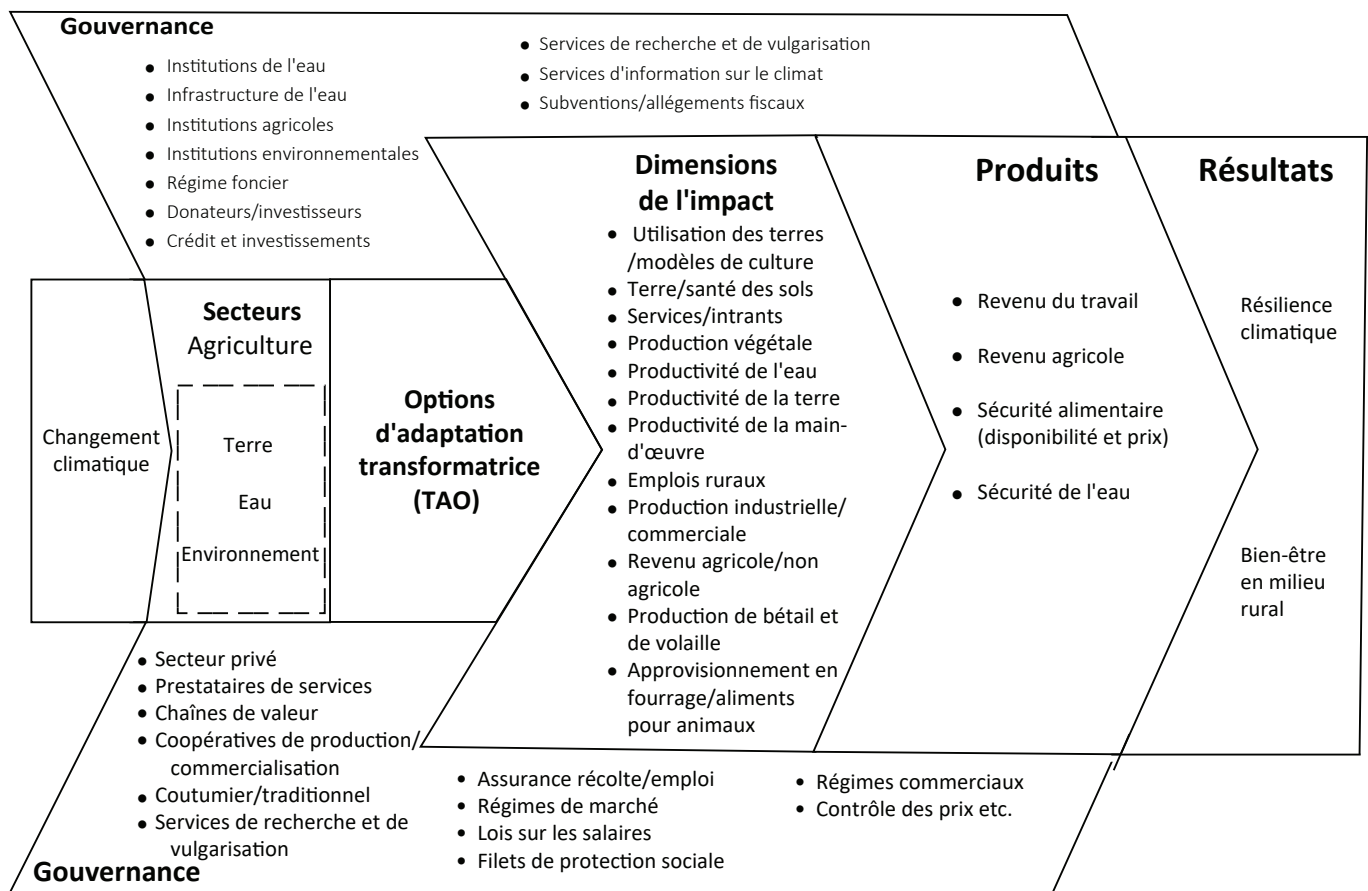 Gouvernance
• Institutions de l'eau
• Infrastructure de l'eau
• Institutions agricoles
• Institutions environnementales
• Régime foncier
• Donateurs/investisseurs
• Crédit et investissements
• Services de recherche et de vulgarisation
• Services d'information sur le climat
• Subventions/allégements fiscaux
Changement
climatique
Secteurs
Agriculture
Terre
Eau
Environnement
Options
d'adaptation
transformatrice
(TAO)
Dimensions
de l'impact
• Utilisation des terres
/modèles de culture
• Terre/santé des sols
• Services/intrants
• Production végétale
• Productivité de l'eau
• Productivité de la terre
• Productivité de la main-
d'œuvre
• Emplois ruraux
• Production industrielle/
commerciale
• Revenu agricole/non
agricole
• Production de bétail et
de volaille
• Approvisionnement en
fourrage/aliments
pour animaux
Produits
• Revenu du travail
• Revenu agricole
• Sécurité alimentaire
(disponibilité et prix)
• Sécurité de l'eau
Résultats
Résilience
climatique
Bien-être
en milieu
rural
• Secteur privé
• Prestataires de services
• Chaînes de valeur
• Coopératives de production/
commercialisation
• Coutumier/traditionnel
• Services de recherche et de
vulgarisation
• Assurance récolte/emploi
• Régimes de marché
• Lois sur les salaires
• Filets de protection sociale
• Régimes commerciaux
• Contrôle des prix etc.
Gouvernance